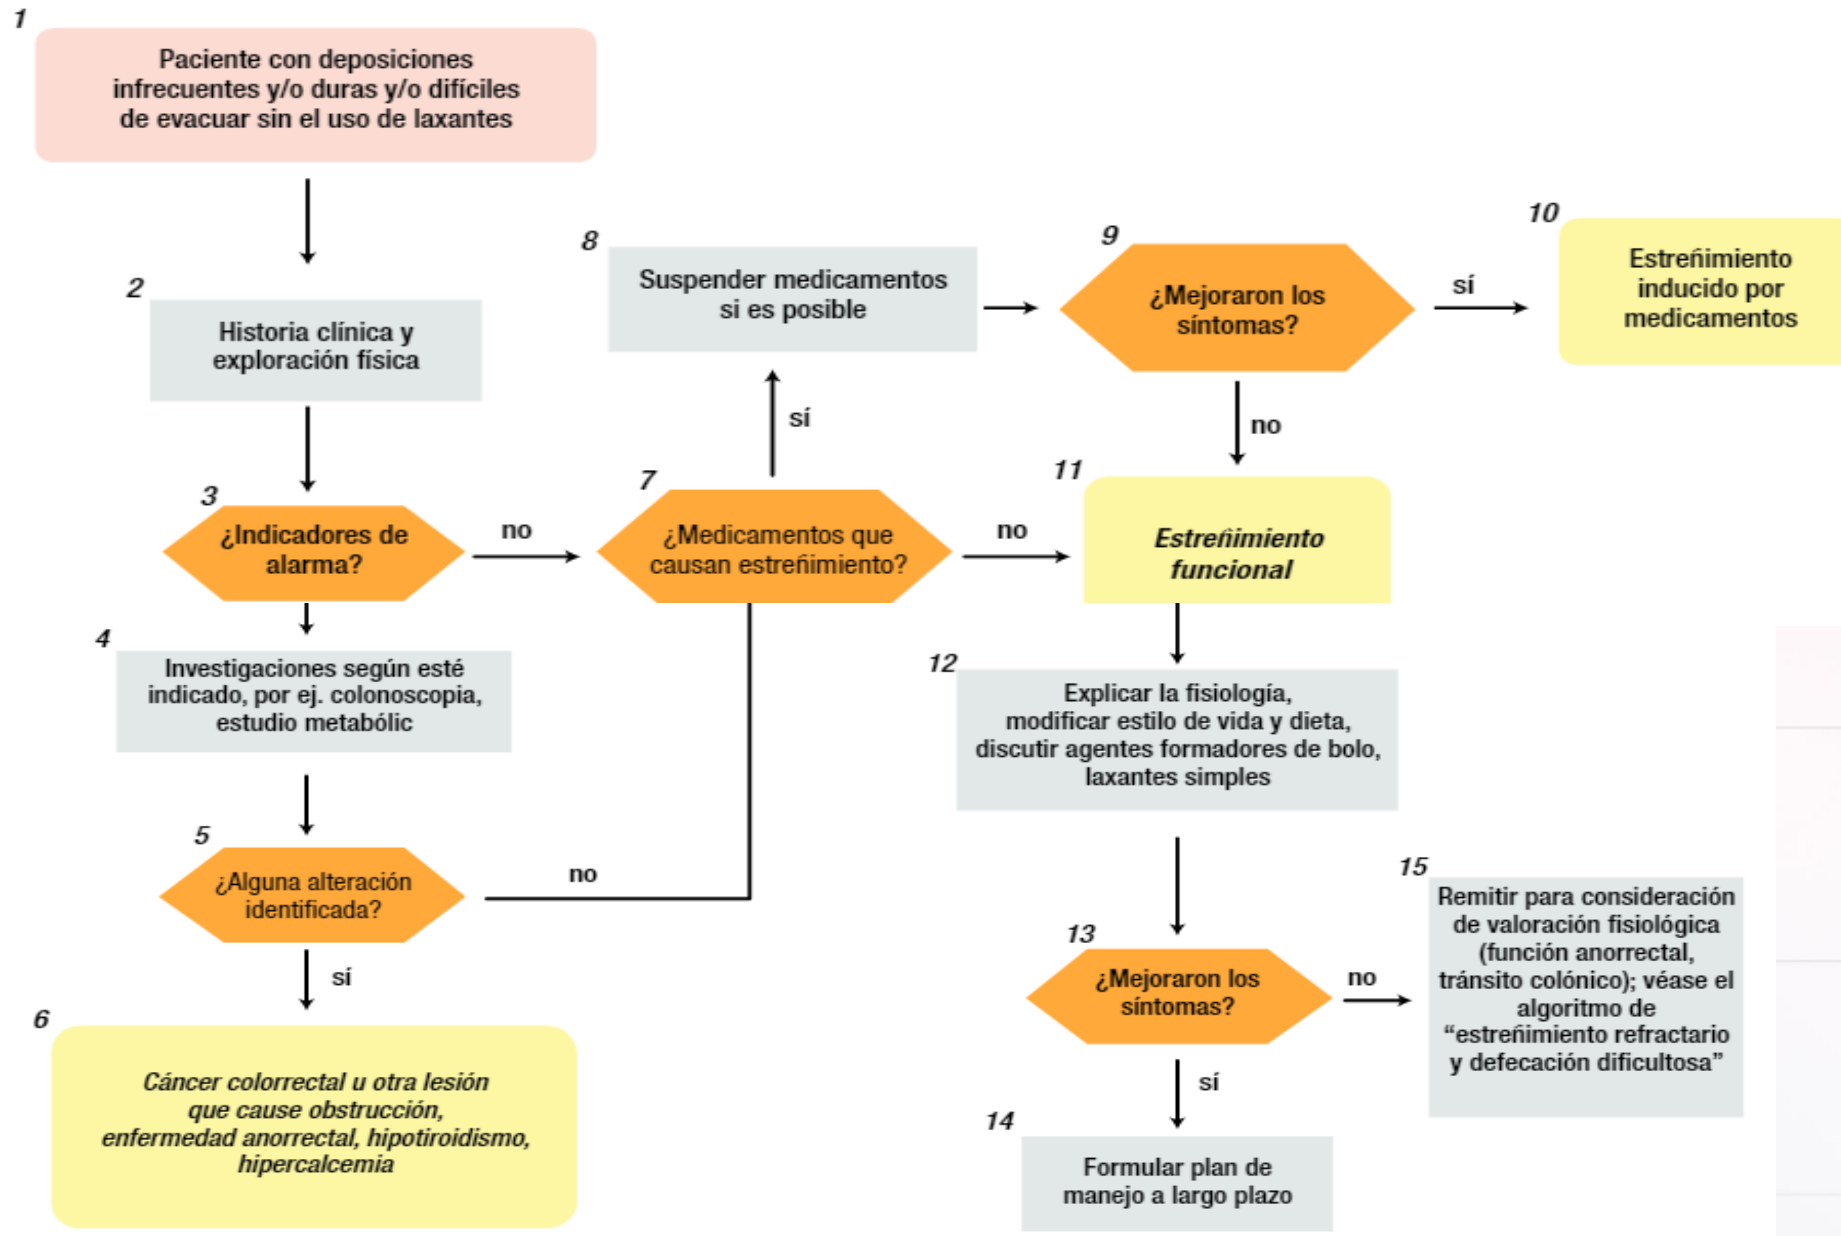 1
Paciente con deposiciones
infrecuentes y/o duras y/o difíciles
de evacuar sin el uso de laxantes
2
Historia clínica y
exploración física
3
¿Indicadores de
alarma?
no
4
Investigaciones según esté
indicado, por ej. colonoscopia,
estudio metabólic
5
¿Alguna alteración
identificada?
no
sí
6
Cáncer colorrectal u otra lesión
que cause obstrucción,
enfermedad anorrectal, hipotiroidismo,
hipercalcemia
7
¿Medicamentos que
causan estreñimiento?
sí
no
8
Suspender medicamentos
si es posible
9
¿Mejoraron los
síntomas?
sí
no
10
Estreñimiento
inducido por
medicamentos
11
Estreñimiento
funcional
12
Explicar la fisiología,
modificar estilo de vida y dieta,
discutir agentes formadores de bolo,
laxantes simples
13
¿Mejoraron los
síntomas?
no
sí
14
Formular plan de
manejo a largo plazo
15
Remitir para consideración
de valoración fisiológica
(función anorrectal,
tránsito colónico); véase el
algoritmo de
“estreñimiento refractario
y defecación dificultosa”